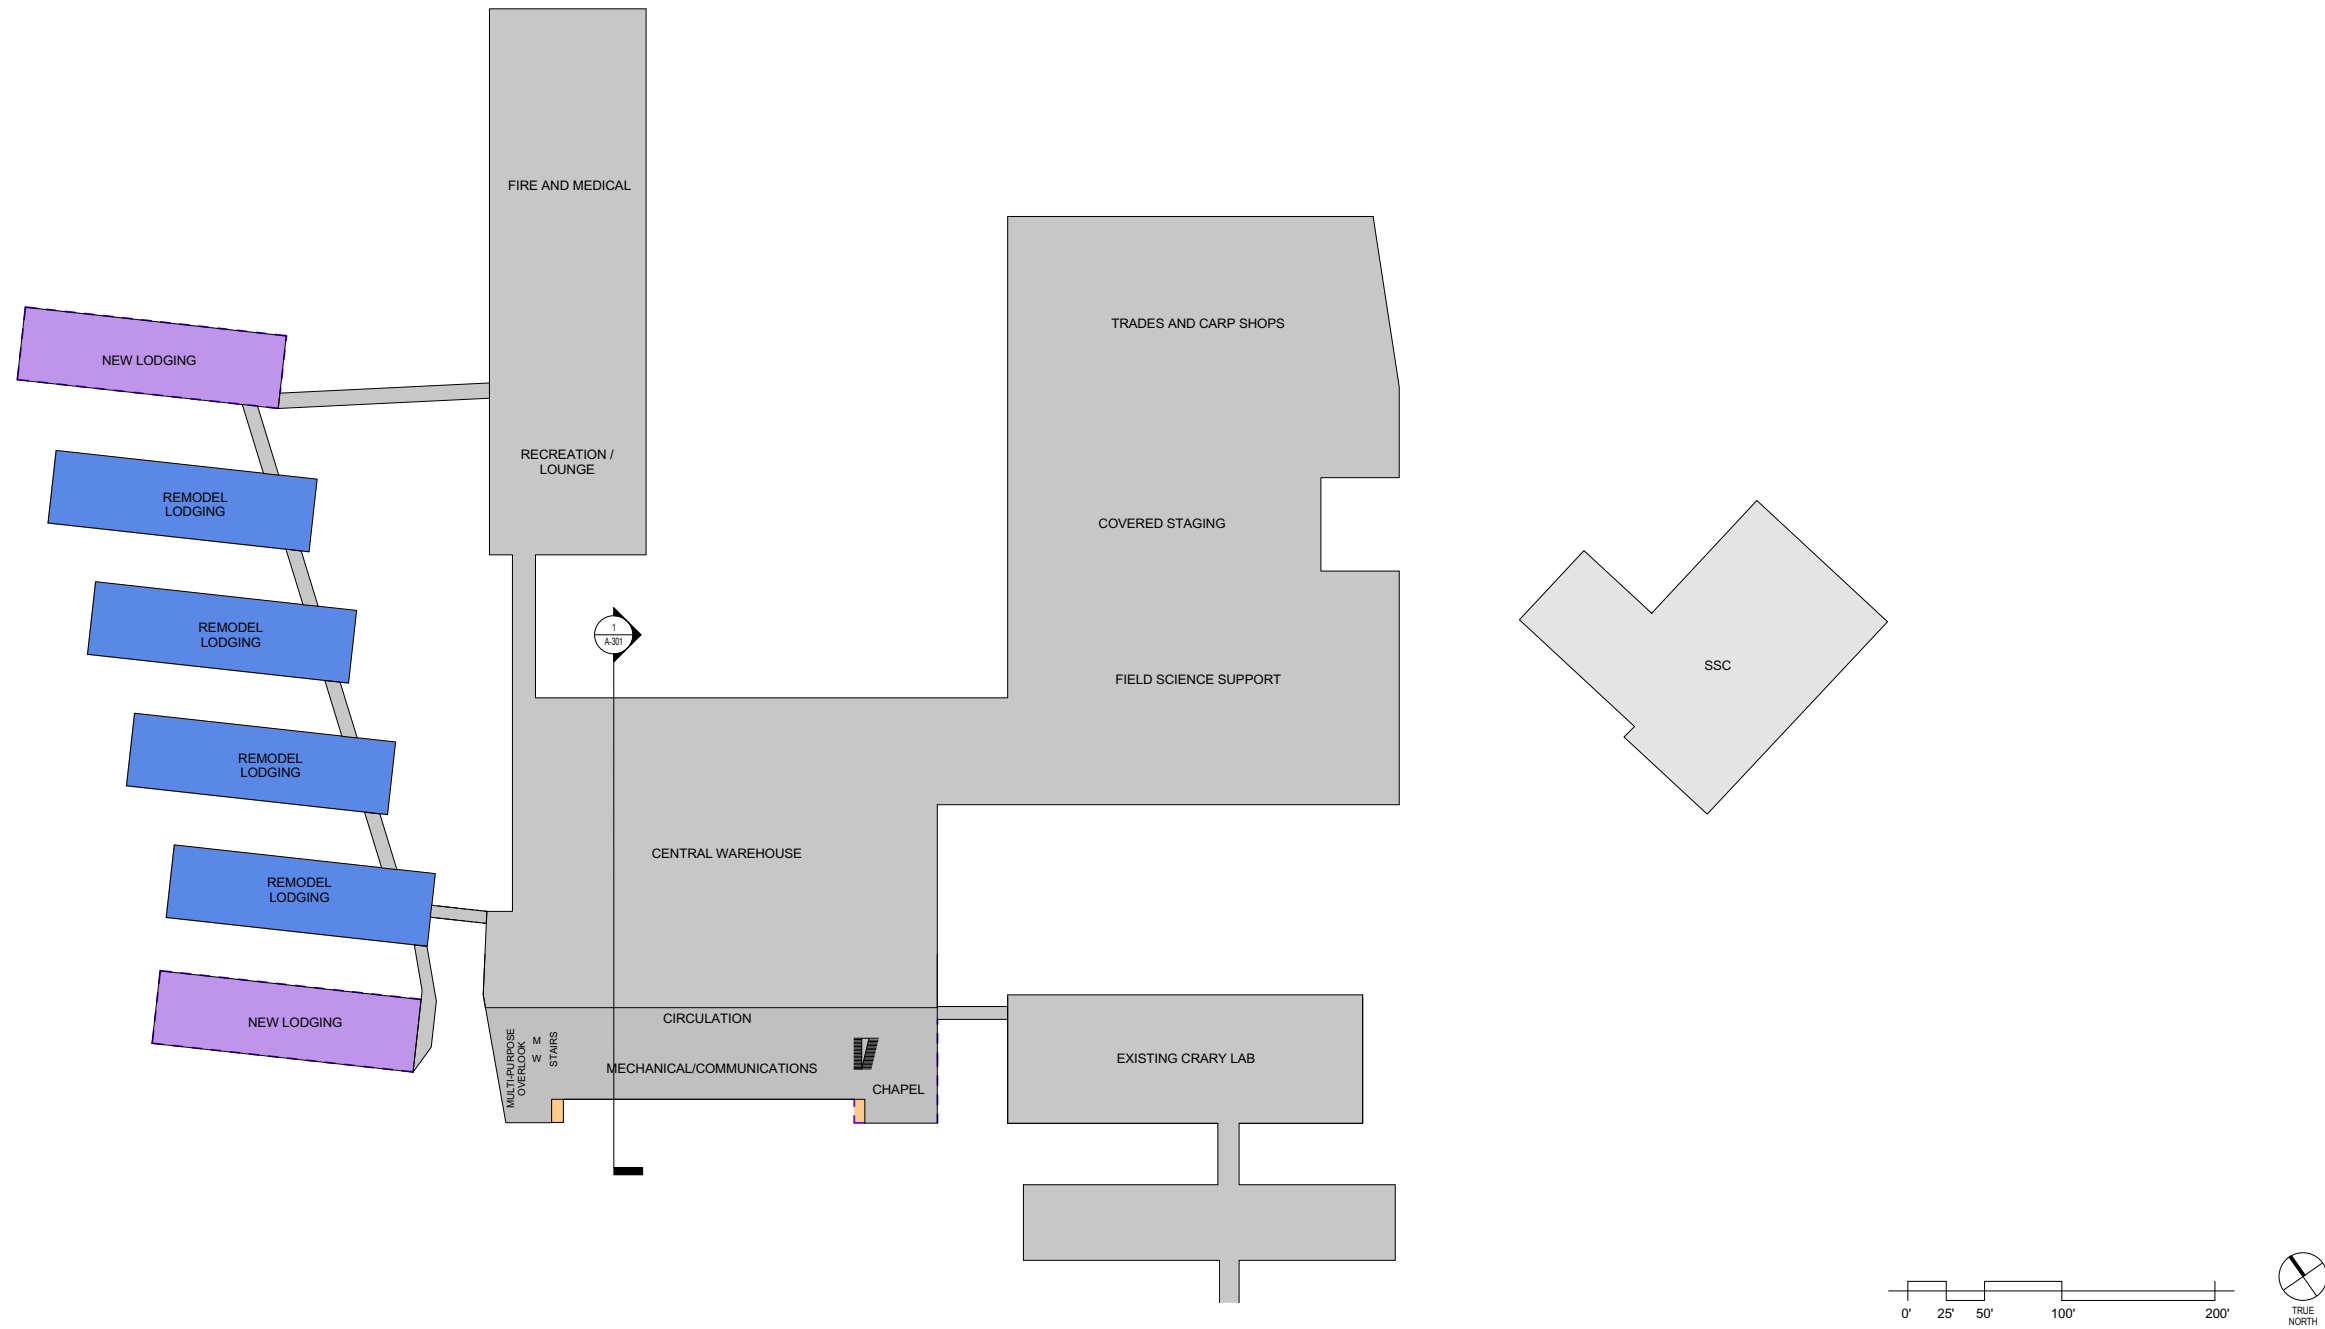 FIRE AND MEDICAL
TRADES AND CARP SHOPS
NEW LODGING
RECREATION /
LOUNGE
REMODEL
LODGING
COVERED STAGING
REMODEL
LODGING
1
A-301
SSC
FIELD SCIENCE SUPPORT
REMODEL
LODGING
CENTRAL WAREHOUSE
REMODEL
LODGING
NEW LODGING
CIRCULATION
MULTI-PURPOSE
OVERLOOK
M
W
STAIRS
MECHANICAL/COMMUNICATIONS
CHAPEL
EXISTING CRARY LAB
0' 25' 50' 100' 200'
TRUE
NORTH